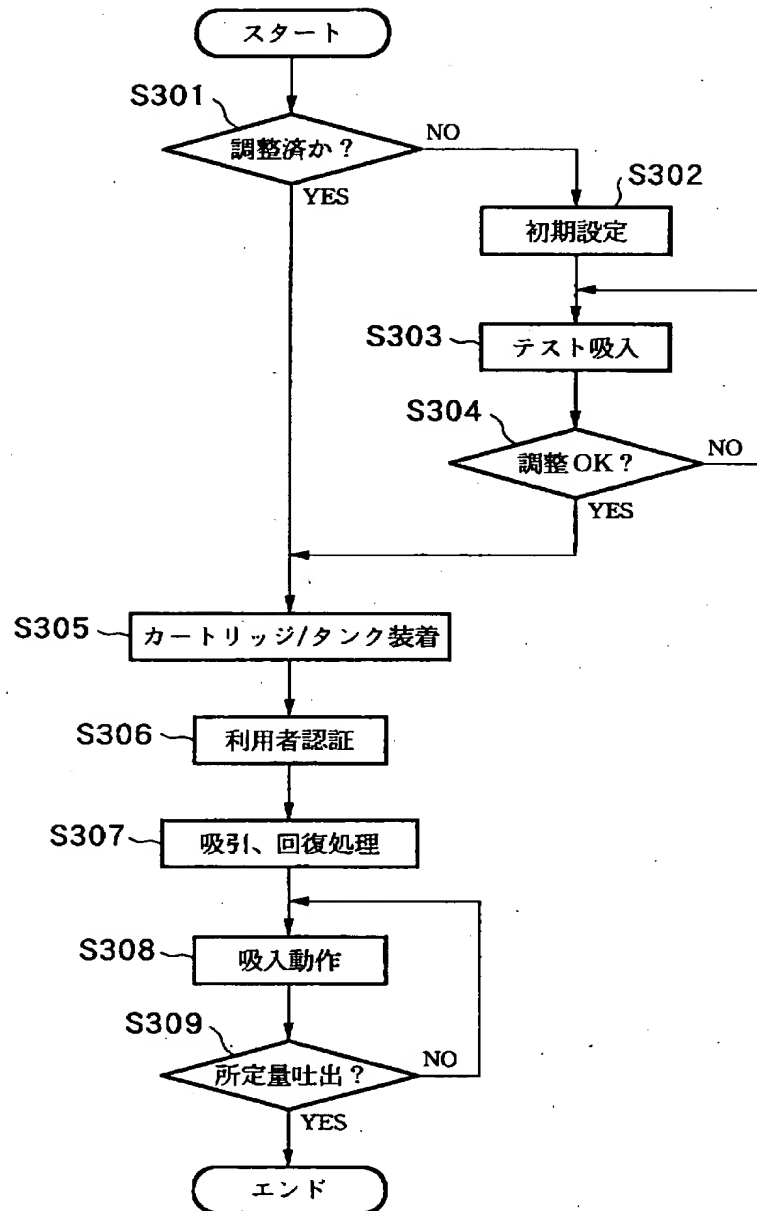 スタート
S301
調整済か？
NO
YES
S302
初期設定
S303
テスト吸入
S304
調整OK？
NO
YES
S305
カートリッジ/タンク装着
S306
利用者認証
S307
吸引、回復処理
S308
吸入動作
S309
所定量吐出？
NO
YES
エンド